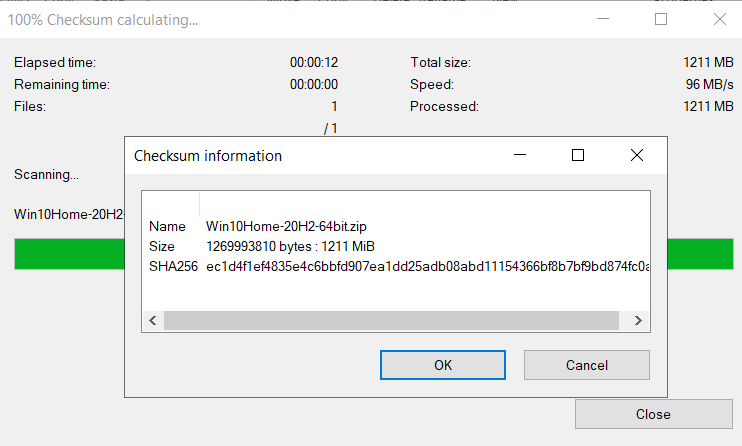 100% Checksum calculating...
Elapsed time: 00:00:12 Total size: 1211 MB
Remaining time: 00:00:00 Speed: 96 MB/s
Files: 1 Processed: 1211 MB
/ 1
Checksum information
Scanning...
Win10Home-20H2-
Name Win10Home-20H2-64bit.zip
Size 1269993810 bytes : 1211 MiB
SHA256 ec1d4f1ef4835e4c6bbfd907ea1dd25adb08abd11154366bf8b7bf9bd874fc0a
OK Cancel
Close